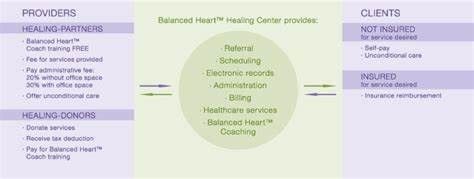 PROVIDERS
HEALING-PARTNERS
· Balanced Heart™
Coach training FREE
· Fee for services provided
· Pay administrative fee:
20% without office space
30% with office space
· Offer unconditional care
HEALING-DONORS
· Donate services
· Receive tax deduction
· Pay for Balanced Heart™
Coach training
Balanced Heart™ Healing Center provides:
· Referral
· Scheduling
· Electronic records
· Administration
· Billing
· Healthcare services
· Balanced Heart™
Coaching
CLIENTS
NOT INSURED
for service desired
· Self-pay
· Unconditional care
INSURED
for service desired
· Insurance reimbursement